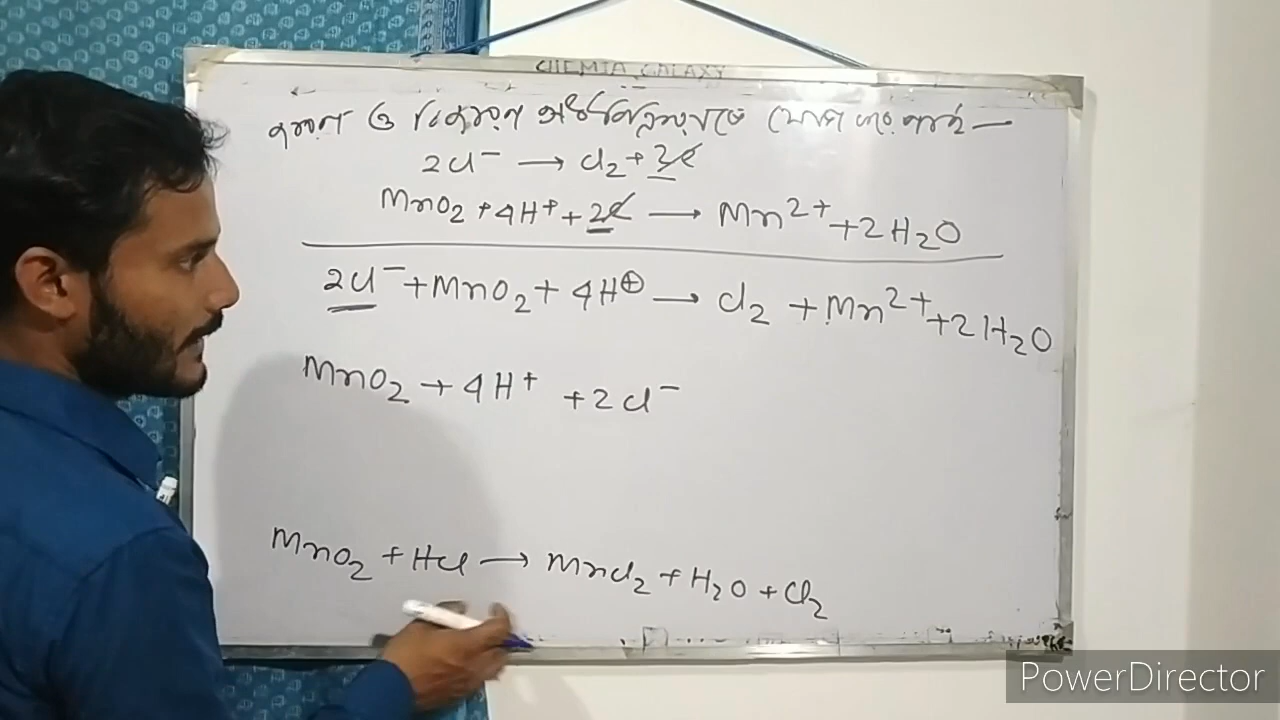 CHEMIA GALAXY
ও বিক্রিয়াতে যোগ করে পাই—
2Cl⁻ ⟶ Cl₂ + 2e
MnO₂ + 4H⁺ + 2e ⟶ Mn²⁺ + 2H₂O
2Cl⁻ + MnO₂ + 4H⊕ ⟶ Cl₂ + Mn²⁺ + 2H₂O
MnO₂ + 4H⁺ + 2Cl⁻
MnO₂ + HCl ⟶ MnCl₂ + H₂O + Cl₂
PowerDirector